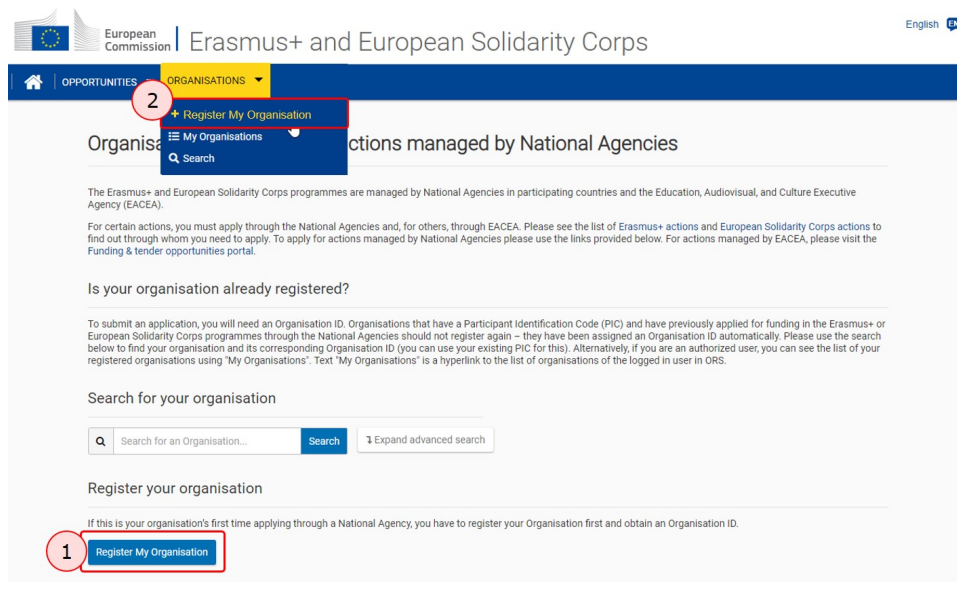 European
Commission
Erasmus+ and European Solidarity Corps
English
OPPORTUNITIES
ORGANISATIONS
2
+ Register My Organisation
My Organisations
Search
Organisa ctions managed by National Agencies
The Erasmus+ and European Solidarity Corps programmes are managed by National Agencies in participating countries and the Education, Audiovisual, and Culture Executive
Agency (EACEA).
For certain actions, you must apply through the National Agencies and, for others, through EACEA. Please see the list of Erasmus+ actions and European Solidarity Corps actions to
find out through whom you need to apply. To apply for actions managed by National Agencies please use the links provided below. For actions managed by EACEA, please visit the
Funding & tender opportunities portal.
Is your organisation already registered?
To submit an application, you will need an Organisation ID. Organisations that have a Participant Identification Code (PIC) and have previously applied for funding in the Erasmus+ or
European Solidarity Corps programmes through the National Agencies should not register again – they have been assigned an Organisation ID automatically. Please use the search
below to find your organisation and its corresponding Organisation ID (you can use your existing PIC for this). Alternatively, if you are an authorized user, you can see the list of your
registered organisations using "My Organisations". Text "My Organisations" is a hyperlink to the list of organisations of the logged in user in ORS.
Search for your organisation
Search for an Organisation...
Search
Expand advanced search
Register your organisation
If this is your organisation's first time applying through a National Agency, you have to register your Organisation first and obtain an Organisation ID.
1
Register My Organisation